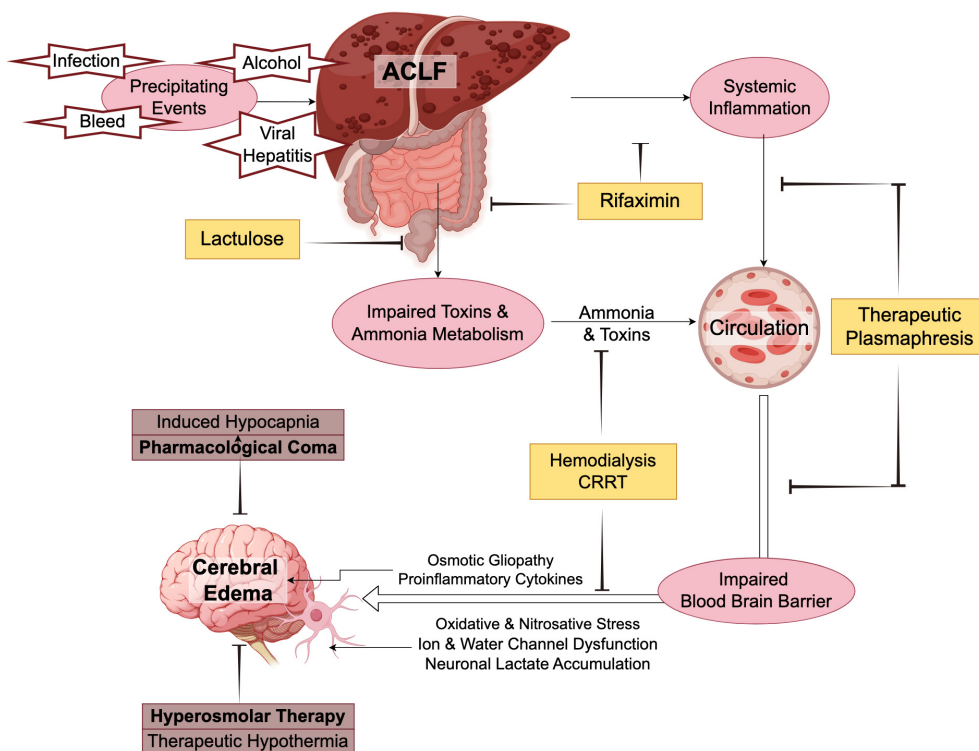 Infection
Alcohol
Precipitating
Events
Bleed
Viral
Hepatitis
ACLF
Systemic
Inflammation
Rifaximin
Lactulose
Impaired Toxins &
Ammonia Metabolism
Ammonia
& Toxins
Circulation
Therapeutic
Plasmaphresis
Induced Hypocapnia
Pharmacological Coma
Hemodialysis
CRRT
Cerebral
Edema
Osmotic Gliopathy
Proinflammatory Cytokines
Impaired
Blood Brain Barrier
Oxidative & Nitrosative Stress
Ion & Water Channel Dysfunction
Neuronal Lactate Accumulation
Hyperosmolar Therapy
Therapeutic Hypothermia